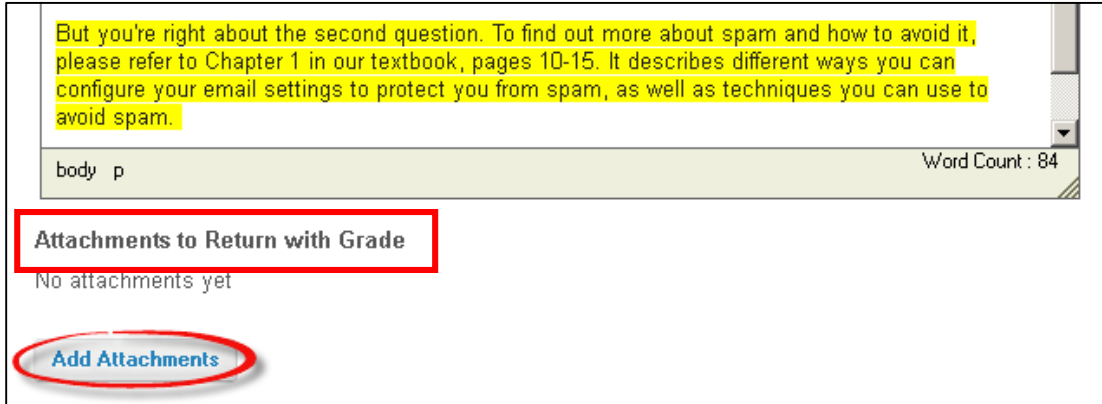 But you're right about the second question. To find out more about spam and how to avoid it,
please refer to Chapter 1 in our textbook, pages 10-15. It describes different ways you can
configure your email settings to protect you from spam, as well as techniques you can use to
avoid spam.
body p
Word Count : 84
Attachments to Return with Grade
No attachments yet
Add Attachments